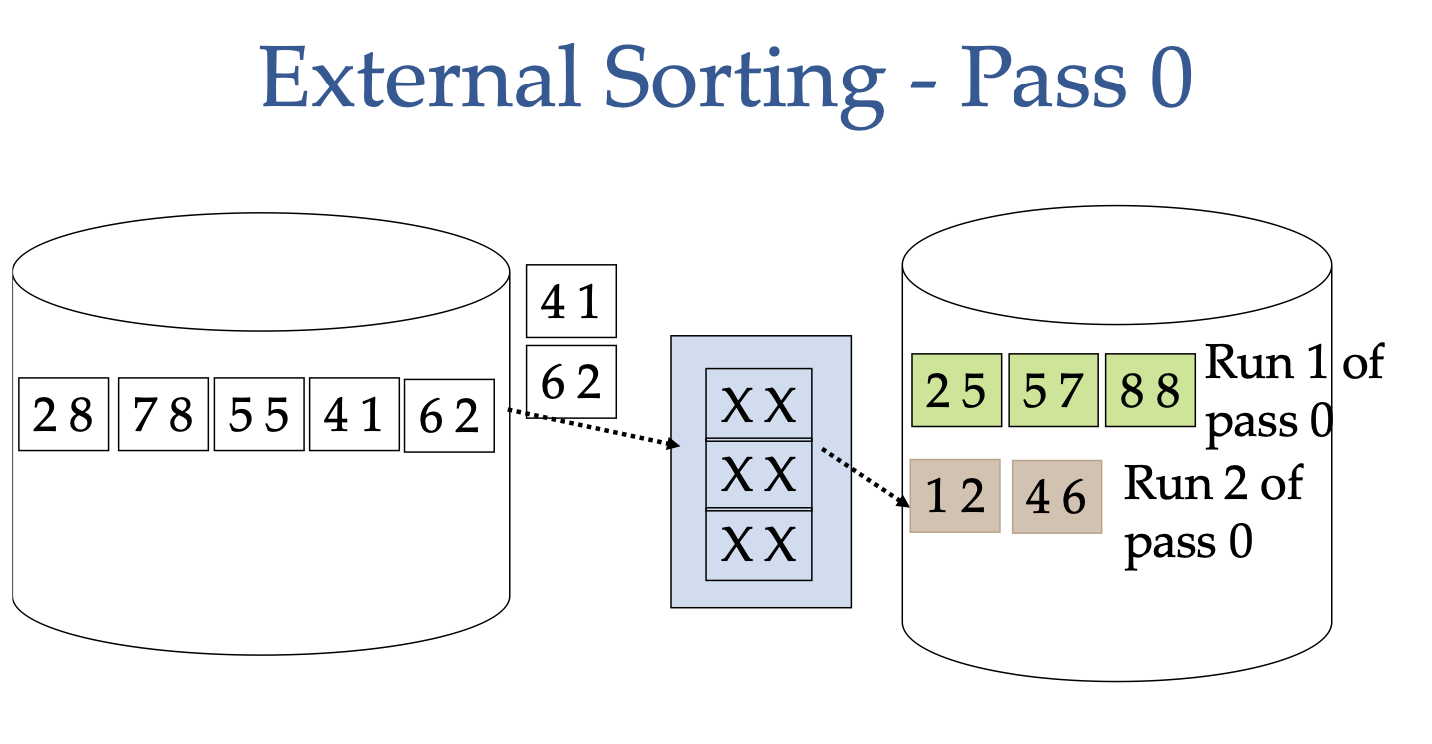 External Sorting - Pass 0
4 1
6 2
2 8 7 8 5 5 4 1 6 2
X X
X X
X X
2 5 5 7 8 8
Run 1 of
pass 0
1 2 4 6
Run 2 of
pass 0